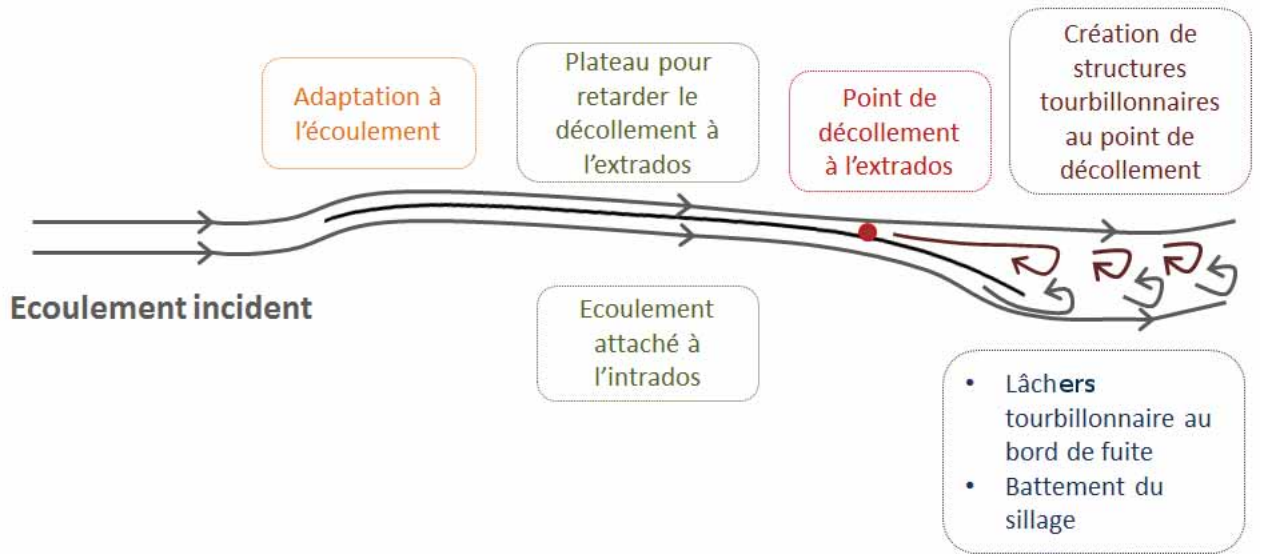 Adaptation à
l'écoulement
Plateau pour
retarder le
décollement à
l'extrados
Point de
décollement
à l'extrados
Création de
structures
tourbillonnaires
au point de
décollement
Ecoulement incident
Ecoulement
attaché à
l'intrados
• Lâchers
tourbillonnaire au
bord de fuite
• Battement du
sillage